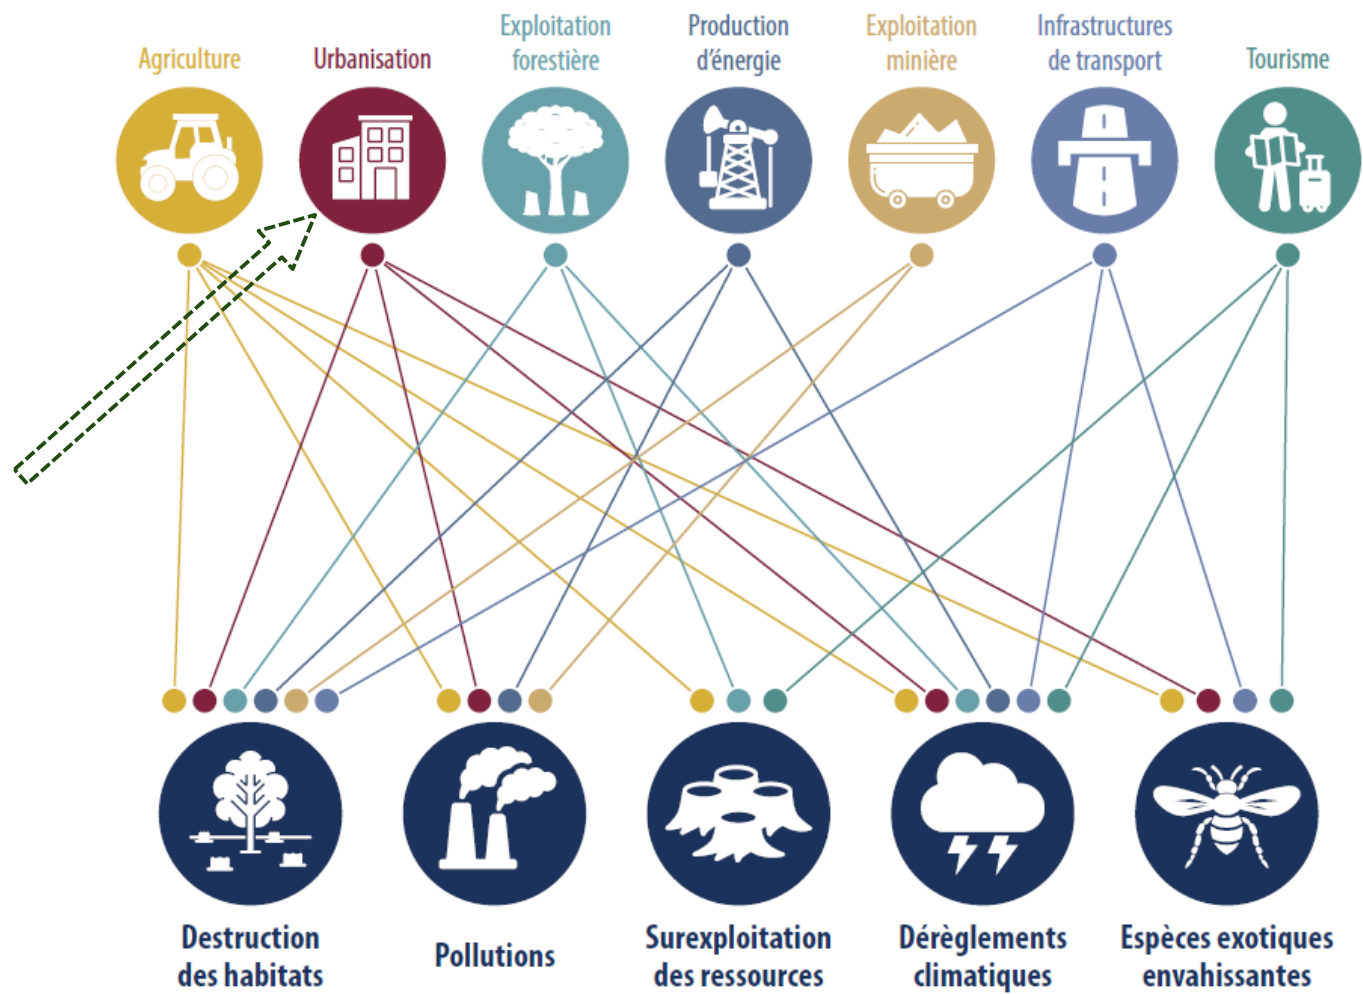 Agriculture
Urbanisation
Exploitation
forestière
Production
d'énergie
Exploitation
minière
Infrastructures
de transport
Tourisme
Destruction
des habitats
Pollutions
Surexploitation
des ressources
Dérèglements
climatiques
Espèces exotiques
envahissantes